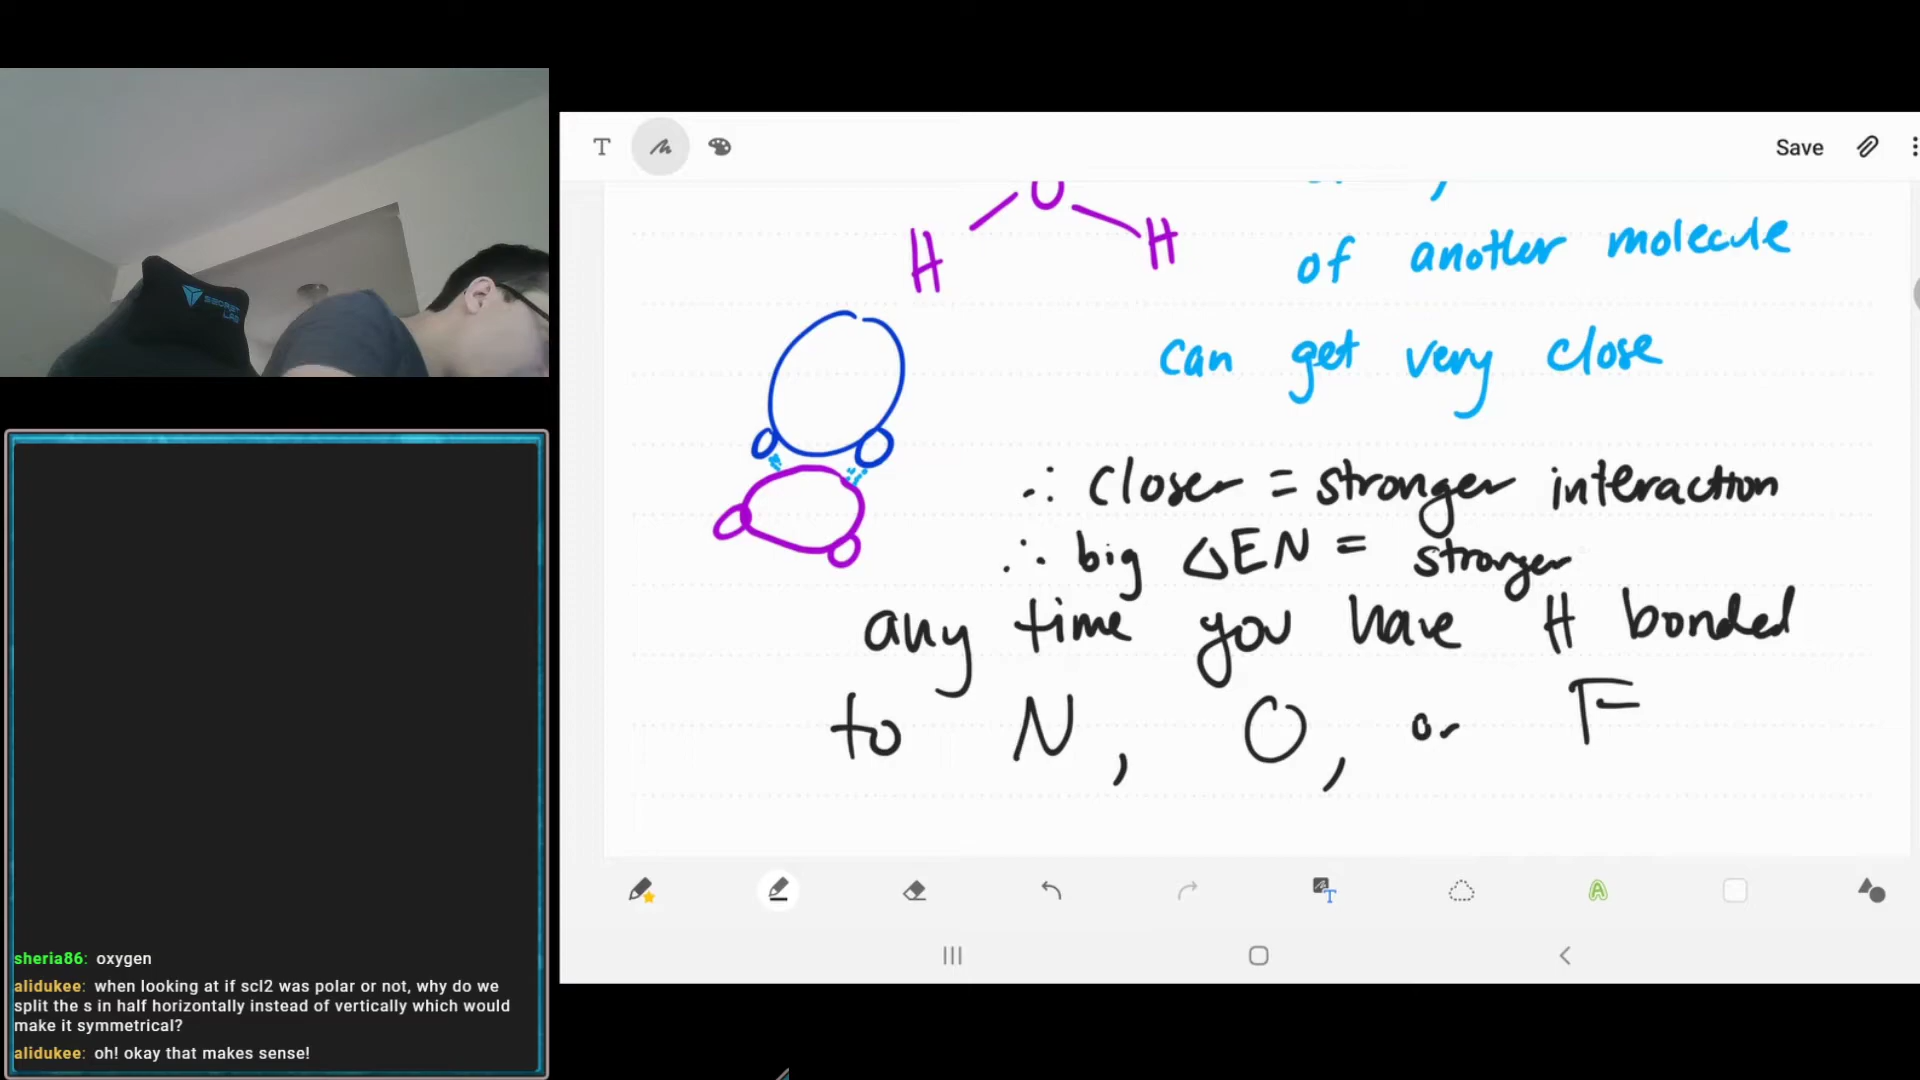 T
Save
H
O
H
of another molecule
can get very close
∴ closer = stronger interaction
∴ big ΔEN = stronger
any time you have H bonded
to N, O, or F
SECRET
LAB
sheria86: oxygen
alidukee: when looking at if scl2 was polar or not, why do we
split the s in half horizontally instead of vertically which would
make it symmetrical?
alidukee: oh! okay that makes sense!